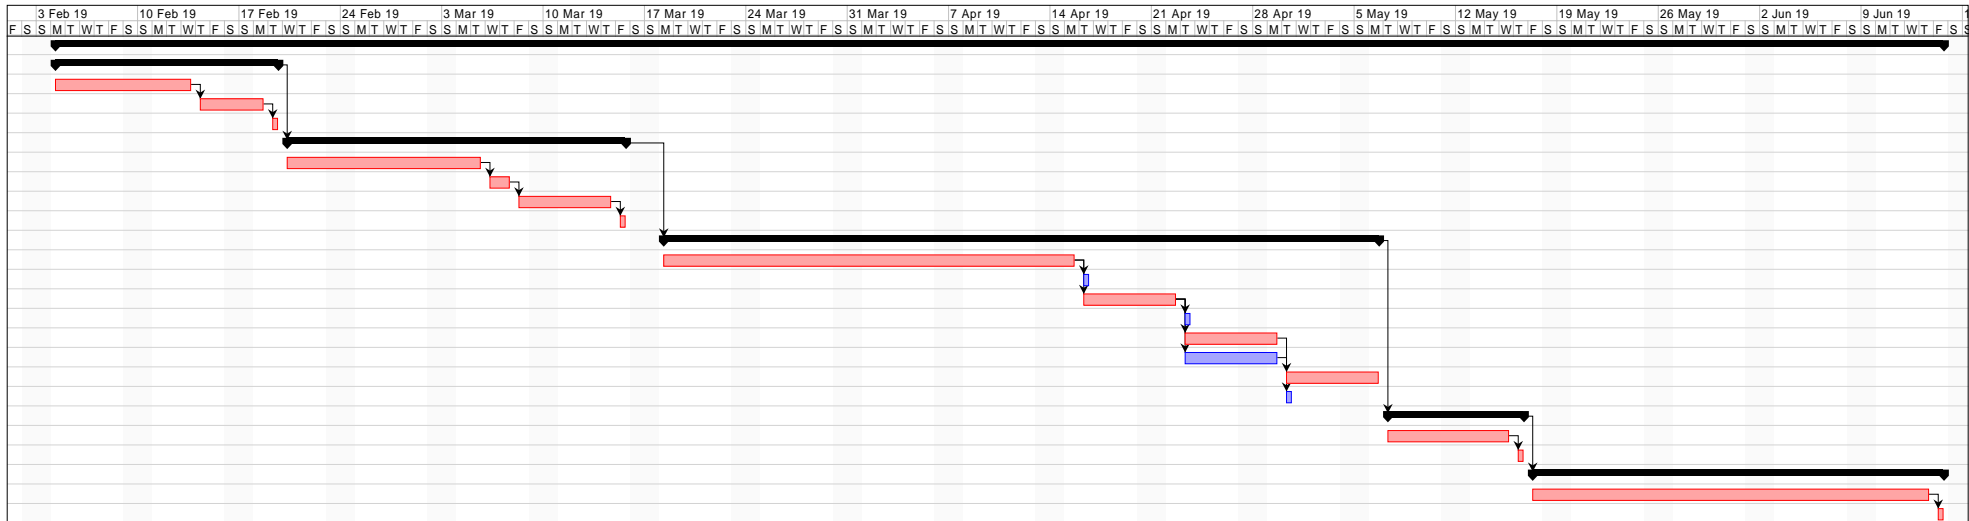 3 Feb 19 10 Feb 19 17 Feb 19 24 Feb 19 3 Mar 19 10 Mar 19 17 Mar 19 24 Mar 19 31 Mar 19 7 Apr 19 14 Apr 19 21 Apr 19 28 Apr 19 5 May 19 12 May 19 19 May 19 26 May 19 2 Jun 19 9 Jun 19
F S S M T W T F S S M T W T F S S M T W T F S S M T W T F S S M T W T F S S M T W T F S S M T W T F S S M T W T F S S M T W T F S S M T W T F S S M T W T F S S M T W T F S S M T W T F S S M T W T F S S M T W T F S S M T W T F S S M T W T F S S M T W T F S S M T W T F S